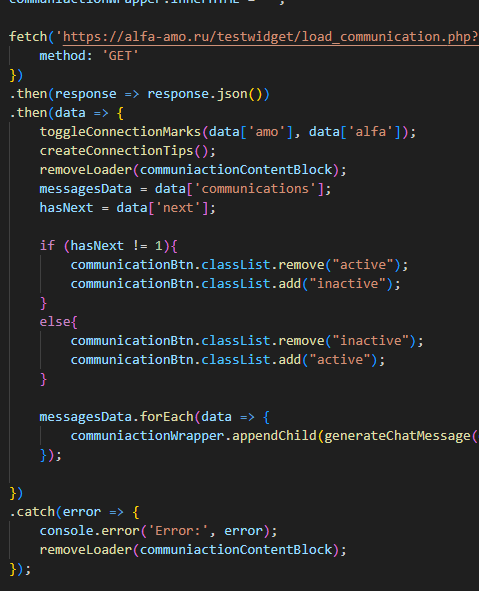 communiactionWrapper.innerHTML = '';
fetch('https://alfa-amo.ru/testwidget/load_communication.php?
method: 'GET'
})
.then(response => response.json())
.then(data => {
toggleConnectionMarks(data['amo'], data['alfa']);
createConnectionTips();
removeLoader(communiactionContentBlock);
messagesData = data['communications'];
hasNext = data['next'];
if (hasNext != 1){
communicationBtn.classList.remove("active");
communicationBtn.classList.add("inactive");
}
else{
communicationBtn.classList.remove("inactive");
communicationBtn.classList.add("active");
}
messagesData.forEach(data => {
communiactionWrapper.appendChild(generateChatMessage(
});
})
.catch(error => {
console.error('Error:', error);
removeLoader(communiactionContentBlock);
});